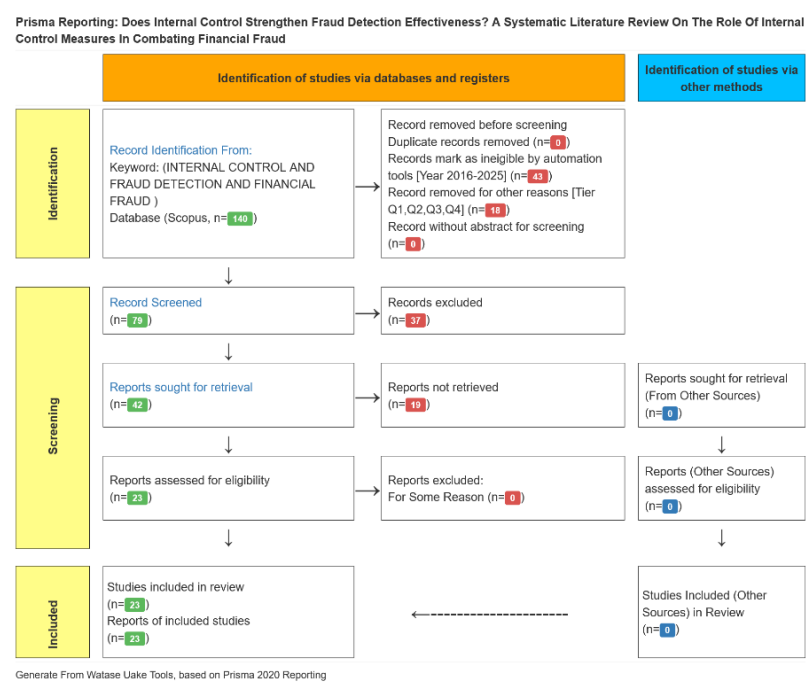 Prisma Reporting: Does Internal Control Strengthen Fraud Detection Effectiveness? A Systematic Literature Review On The Role Of Internal
Control Measures In Combating Financial Fraud
Identification of studies via databases and registers
Identification of studies via
other methods
Identification
Record Identification From:
Keyword: (INTERNAL CONTROL AND
FRAUD DETECTION AND FINANCIAL
FRAUD )
Database (Scopus, n= 140 )
Record removed before screening
Duplicate records removed (n= 0 )
Records mark as ineigible by automation
tools [Year 2016-2025] (n= 43 )
Record removed for other reasons [Tier
Q1,Q2,Q3,Q4] (n= 18 )
Record without abstract for screening
(n= 0 )
Screening
Record Screened
(n= 79 )
Records excluded
(n= 37 )
Reports sought for retrieval
(n= 42 )
Reports not retrieved
(n= 19 )
Reports sought for retrieval
(From Other Sources)
(n= 0 )
Reports assessed for eligibility
(n= 23 )
Reports excluded:
For Some Reason (n= 0 )
Reports (Other Sources)
assessed for eligibility
(n= 0 )
Included
Studies included in review
(n= 23 )
Reports of included studies
(n= 23 )
Studies Included (Other
Sources) in Review
(n= 0 )
Generate From Watase Uake Tools, based on Prisma 2020 Reporting